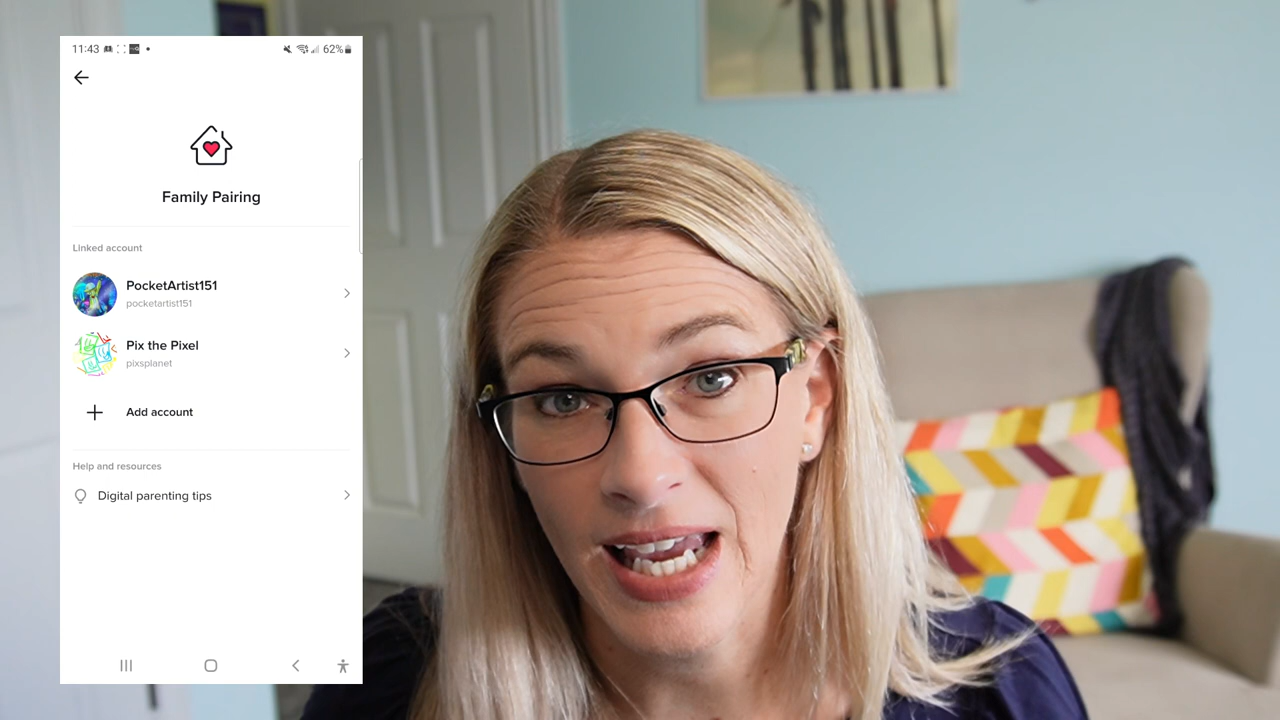 11:43
62%
Family Pairing
Linked account
PocketArtist151
pocketartist151
Pix the Pixel
pixsplanet
Add account
Help and resources
Digital parenting tips